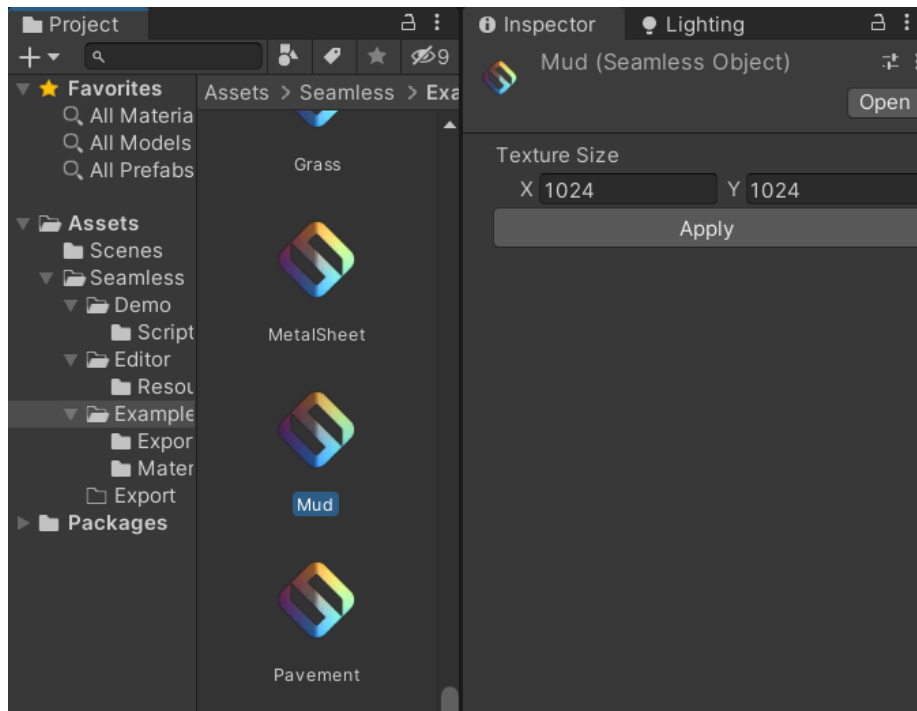 Project
9
Favorites
All Materia
All Models
All Prefabs
Assets
Scenes
Seamless
Demo
Script
Editor
Resou
Example
Expor
Mater
Export
Packages
Assets > Seamless > Exa
Grass
MetalSheet
Mud
Pavement
Inspector
Lighting
Mud (Seamless Object)
Open
Texture Size
X 1024 Y 1024
Apply